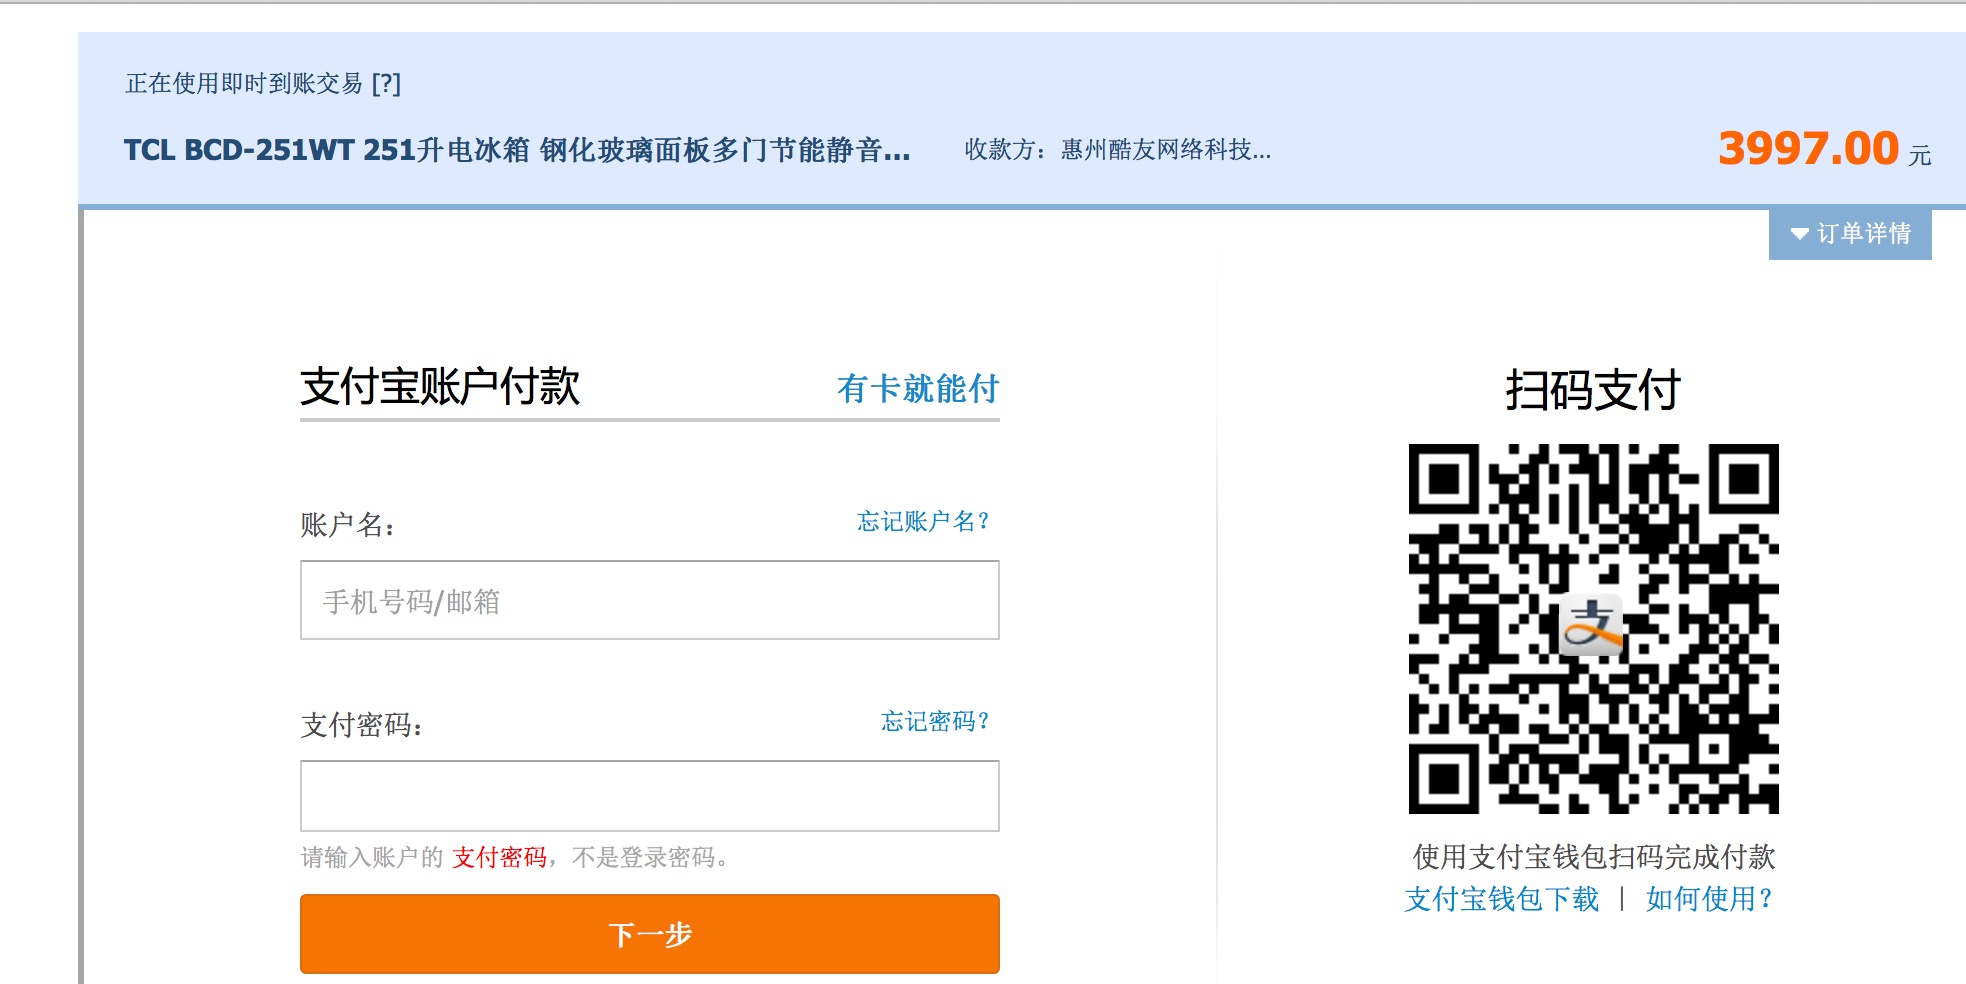 正在使用即时到账交易 [?]
TCL BCD-251WT 251升电冰箱 钢化玻璃面板多门节能静音... 收款方：惠州酷友网络科技... 3997.00 元
订单详情
支付宝账户付款 有卡就能付
扫码支付
账户名： 忘记账户名？
手机号码/邮箱
支付密码： 忘记密码？
请输入账户的 支付密码，不是登录密码。
下一步
支
使用支付宝钱包扫码完成付款
支付宝钱包下载 | 如何使用？